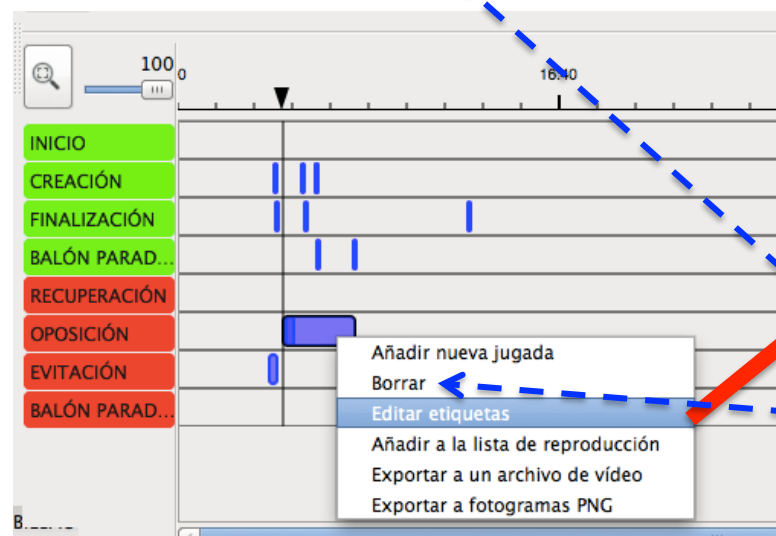 100
0
16:40
INICIO
CREACIÓN
FINALIZACIÓN
BALÓN PARAD...
RECUPERACIÓN
OPOSICIÓN
EVITACIÓN
BALÓN PARAD...
Añadir nueva jugada
Borrar
Editar etiquetas
Añadir a la lista de reproducción
Exportar a un archivo de vídeo
Exportar a fotogramas PNG